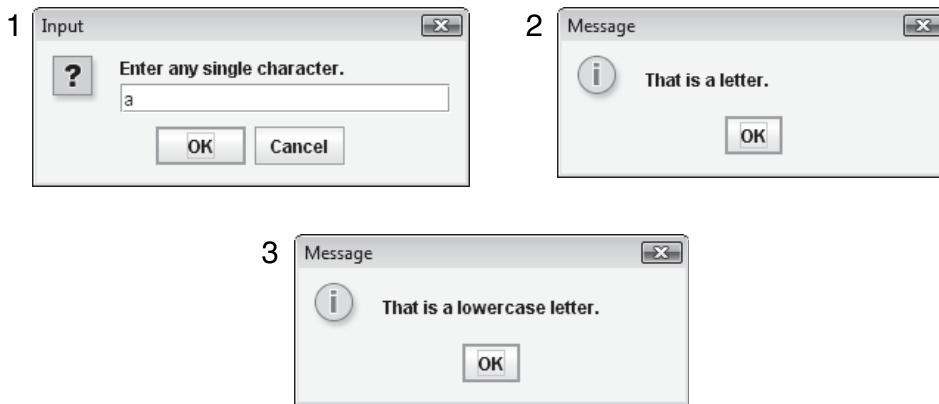 1
Input
?
Enter any single character.
a
OK Cancel
2
Message
i
That is a letter.
OK
3
Message
i
That is a lowercase letter.
OK